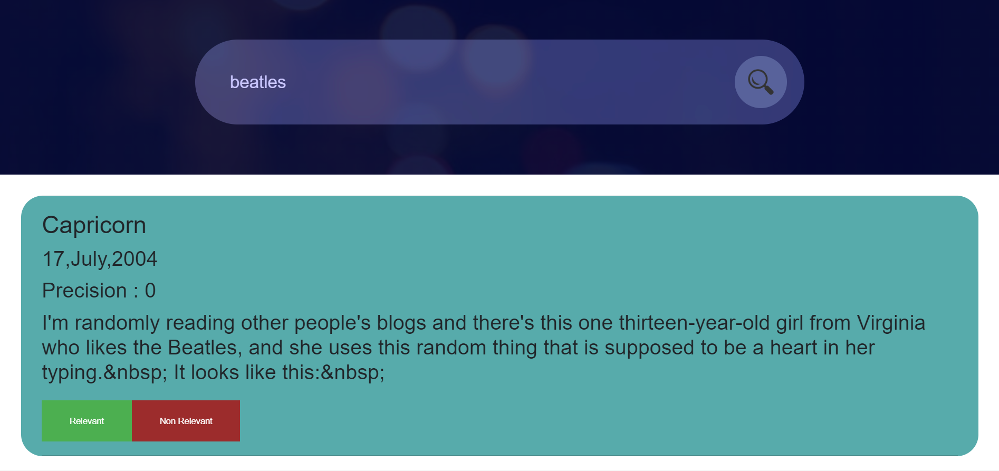 beatles
Capricorn
17,July,2004
Precision : 0
I'm randomly reading other people's blogs and there's this one thirteen-year-old girl from Virginia
who likes the Beatles, and she uses this random thing that is supposed to be a heart in her
typing.&nbsp; It looks like this:&nbsp;
Relevant
Non Relevant